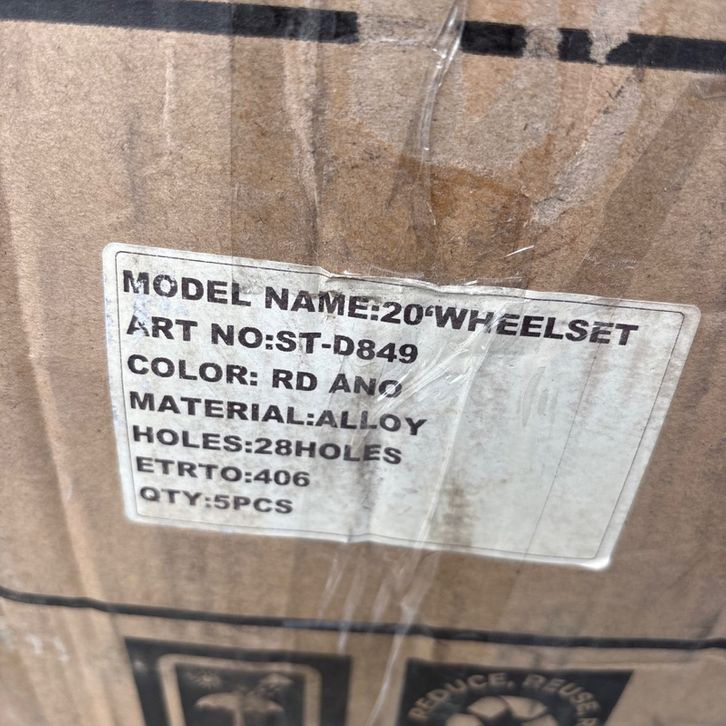 MODEL NAME:20'WHEELSET
ART NO:ST-D849
COLOR: RD ANO
MATERIAL:ALLOY
HOLES:28HOLES
ETRTO:406
QTY:5PCS
REDUCE, REUSE,